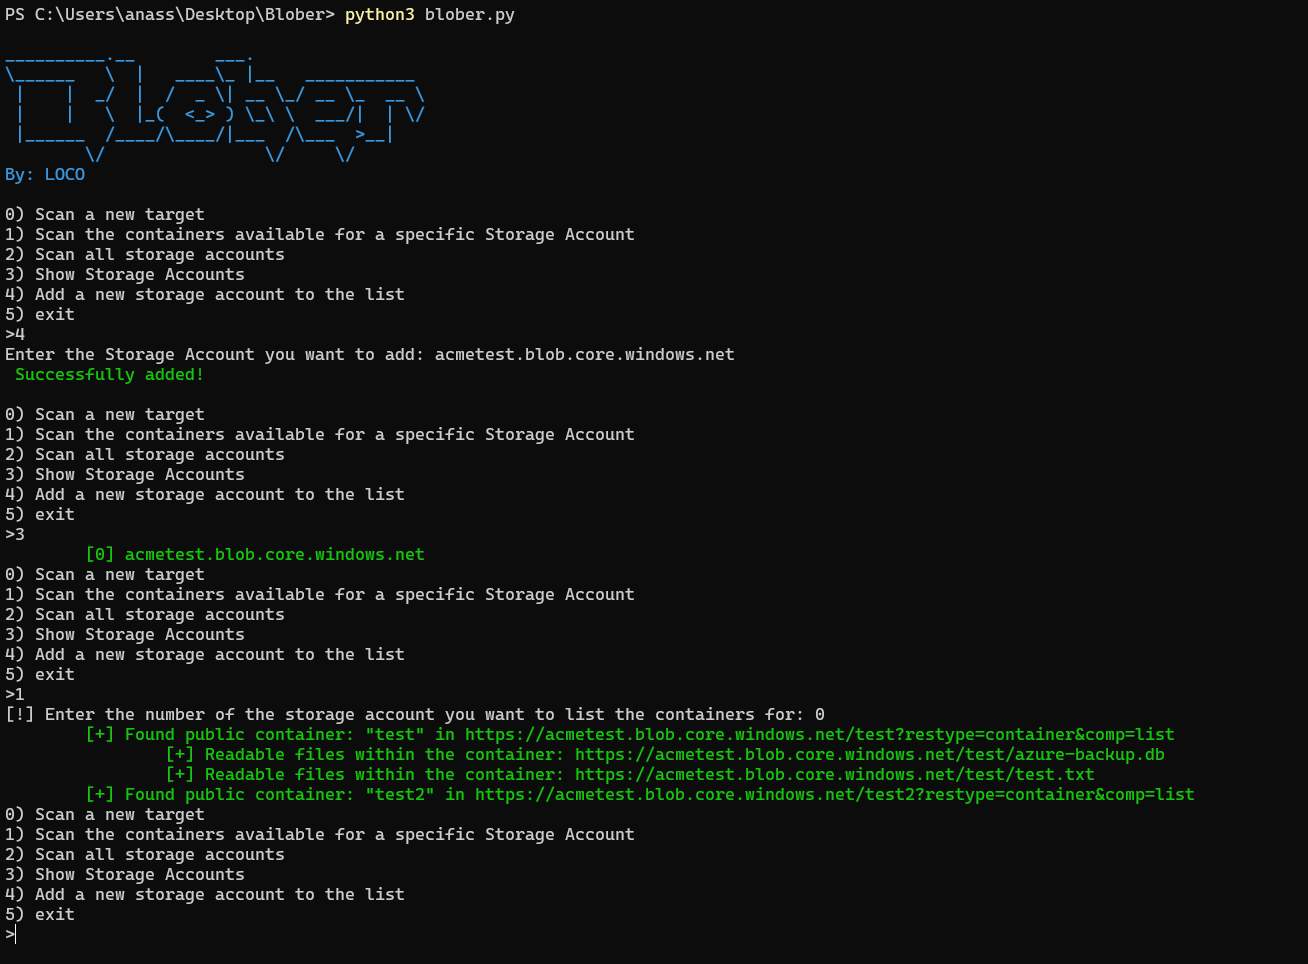 PS C:\Users\anass\Desktop\Blober> python3 blober.py
__________.__        ___.
\______   \  |   ____\_ |__   ___________
 |    |  _/  |  /  _ \| __ \_/ __ \_  __ \
 |    |   \  |_(  <_> ) \_\ \  ___/|  | \/
 |______  /____/\____/|___  /\___  >__|
        \/                \/     \/
By: LOCO
0) Scan a new target
1) Scan the containers available for a specific Storage Account
2) Scan all storage accounts
3) Show Storage Accounts
4) Add a new storage account to the list
5) exit
>4
Enter the Storage Account you want to add: acmetest.blob.core.windows.net
 Successfully added!
0) Scan a new target
1) Scan the containers available for a specific Storage Account
2) Scan all storage accounts
3) Show Storage Accounts
4) Add a new storage account to the list
5) exit
>3
        [0] acmetest.blob.core.windows.net
0) Scan a new target
1) Scan the containers available for a specific Storage Account
2) Scan all storage accounts
3) Show Storage Accounts
4) Add a new storage account to the list
5) exit
>1
[!] Enter the number of the storage account you want to list the containers for: 0
        [+] Found public container: "test" in https://acmetest.blob.core.windows.net/test?restype=container&comp=list
                [+] Readable files within the container: https://acmetest.blob.core.windows.net/test/azure-backup.db
                [+] Readable files within the container: https://acmetest.blob.core.windows.net/test/test.txt
        [+] Found public container: "test2" in https://acmetest.blob.core.windows.net/test2?restype=container&comp=list
0) Scan a new target
1) Scan the containers available for a specific Storage Account
2) Scan all storage accounts
3) Show Storage Accounts
4) Add a new storage account to the list
5) exit
>